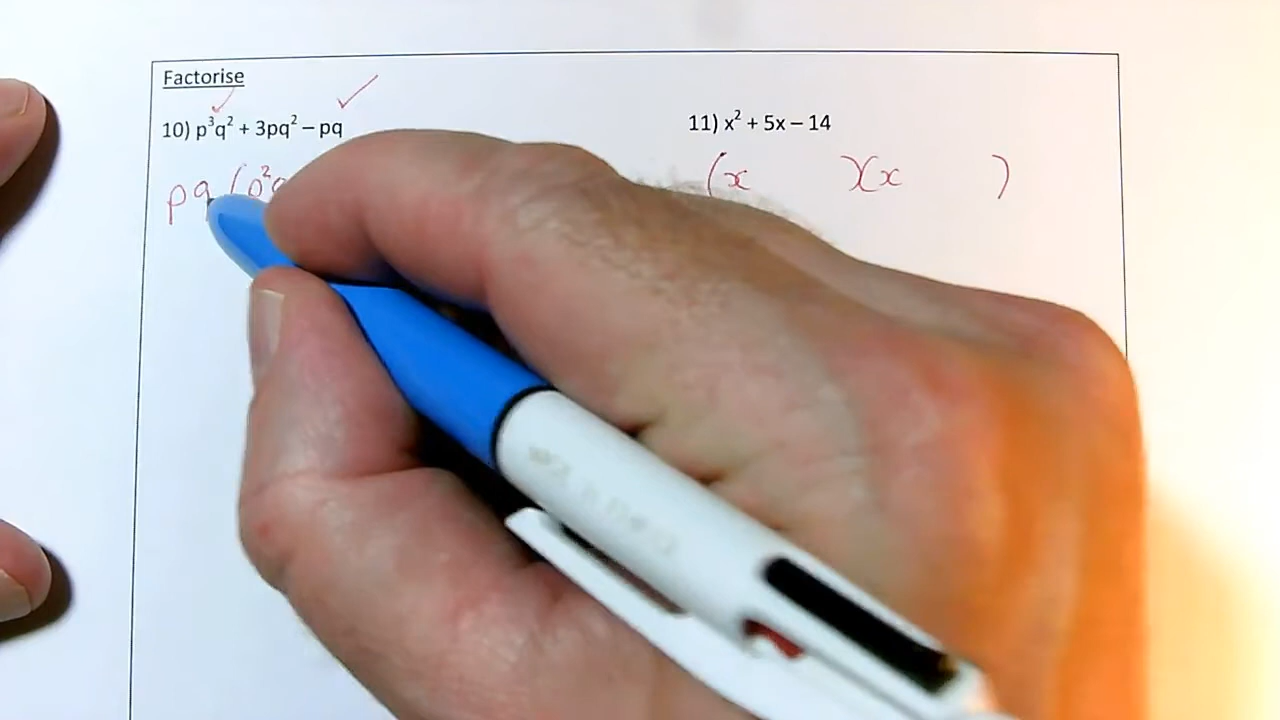 Factorise
10) p³q² + 3pq² – pq
11) x² + 5x – 14
pq (p²q
(x )(x )